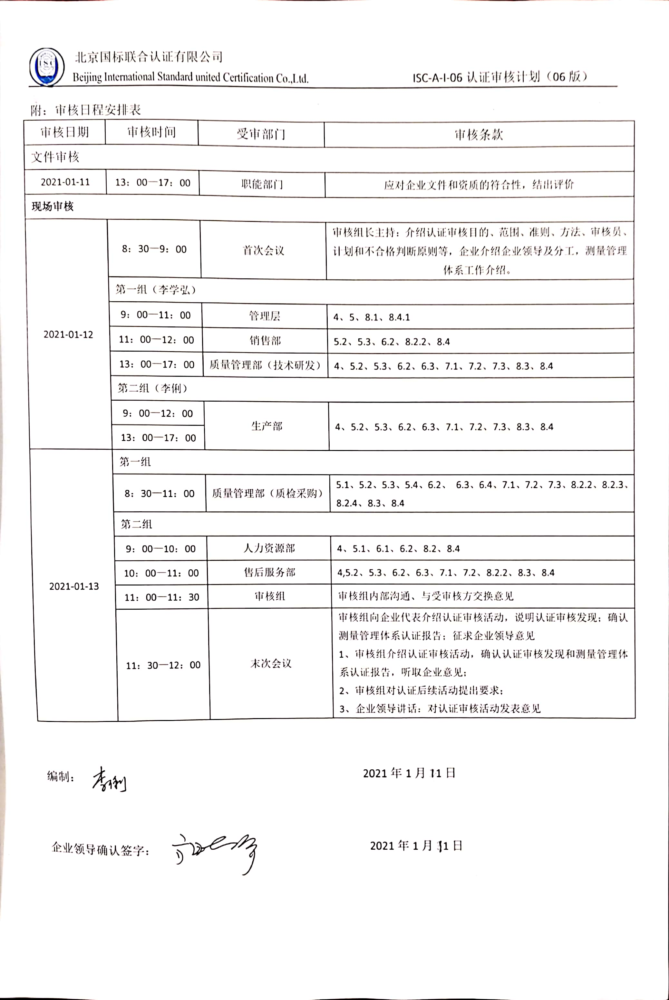 ISC
北京国标联合认证有限公司
Beijing International Standard united Certification Co.,Ltd.
ISC-A-I-06 认证审核计划（06 版）
附：审核日程安排表
审核日期 审核时间 受审部门 审核条款
文件审核
2021-01-11 13：00—17：00 职能部门 应对企业文件和资质的符合性，结出评价
现场审核
2021-01-12
8：30—9：00 首次会议
审核组长主持：介绍认证审核目的、范围、准则、方法、审核员、
计划和不合格判断原则等，企业介绍企业领导及分工，测量管理
体系工作介绍。
第一组（李学弘）
9：00—11：00 管理层 4、5、8.1、8.4.1
11：00—12：00 销售部 5.2、5.3、6.2、8.2.2、8.4
13：00—17：00 质量管理部（技术研发） 4、5.2、5.3、6.2、6.3、7.1、7.2、7.3、8.3、8.4
第二组（李俐）
9：00—12：00
13：00—17：00
生产部 4、5.2、5.3、6.2、6.3、7.1、7.2、7.3、8.3、8.4
2021-01-13
第一组
8：30—11：00 质量管理部（质检采购）
5.1、5.2、5.3、5.4、6.2、 6.3、6.4、7.1、7.2、7.3、8.2.2、8.2.3、
8.2.4、8.3、8.4
第二组
9：00—10：00 人力资源部 4、5.1、6.1、6.2、8.2、8.4
10：00—11：00 售后服务部 4,5.2、5.3、6.2、6.3、7.1、7.2、8.2.2、8.3、8.4
11：00—11：30 审核组 审核组内部沟通、与受审核方交换意见
11：30—12：00 末次会议
审核组向企业代表介绍认证审核活动，说明认证审核发现；确认
测量管理体系认证报告；征求企业领导意见
1、审核组介绍认证审核活动，确认认证审核发现和测量管理体
系认证报告，听取企业意见；
2、审核组对认证后续活动提出要求；
3、企业领导讲话：对认证审核活动发表意见
编制： 李俐 2021 年 1 月 11 日
企业领导确认签字： 2021 年 1 月 11 日